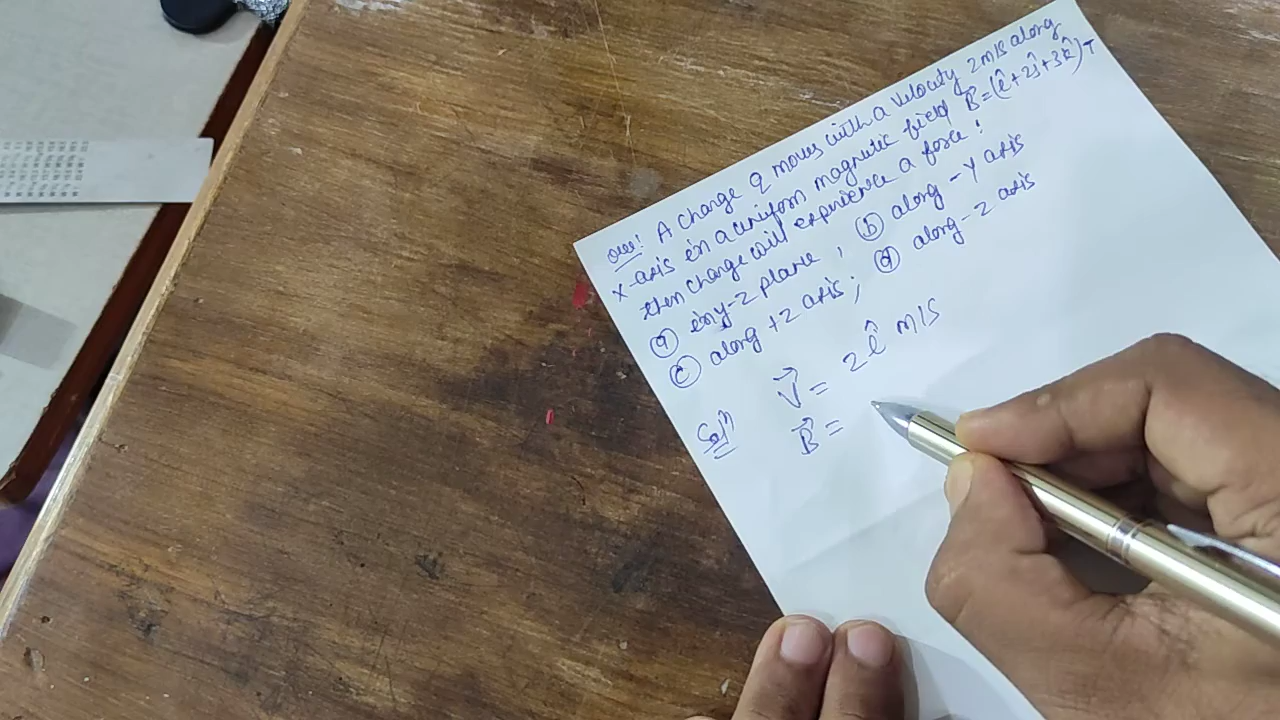 Ques! A charge q moves with a velocity 2m/s along
X-axis in a uniform magnetic field B⃗ = (î + 2ĵ + 3k̂) T
then charge will experience a force :
(a) in y-z plane , (b) along - Y axis
(c) along +z axis ; (d) along - z axis
Solⁿ V⃗ = 2 î m/s
B⃗ =